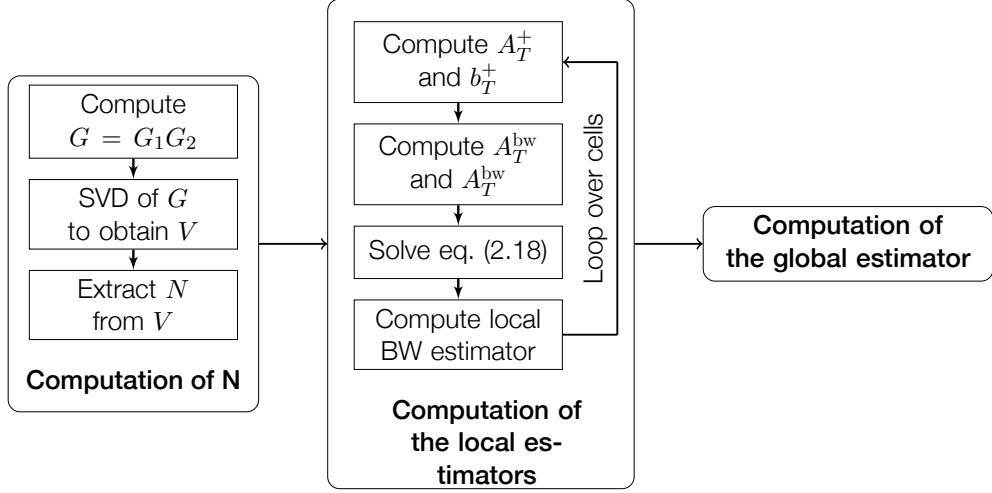 Compute
G = G₁G₂
SVD of G
to obtain V
Extract N
from V
Computation of N
Compute A_T^+
and b_T^+
Compute A_T^bw
and A_T^bw
Solve eq. (2.18)
Compute local
BW estimator
Loop over cells
Computation of
the local es-
timators
Computation of
the global estimator